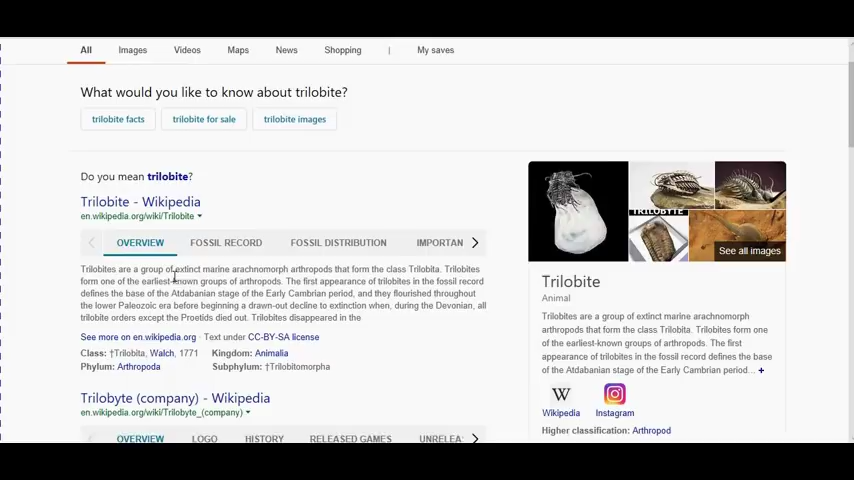 All Images Videos Maps News Shopping | My saves
What would you like to know about trilobite?
trilobite facts trilobite for sale trilobite images
Do you mean trilobite?
Trilobite - Wikipedia
en.wikipedia.org/wiki/Trilobite
OVERVIEW FOSSIL RECORD FOSSIL DISTRIBUTION IMPORTAN
Trilobites are a group of extinct marine arachnomorph arthropods that form the class Trilobita. Trilobites
form one of the earliest-known groups of arthropods. The first appearance of trilobites in the fossil record
defines the base of the Atdabanian stage of the Early Cambrian period, and they flourished throughout
the lower Paleozoic era before beginning a drawn-out decline to extinction when, during the Devonian, all
trilobite orders except the Proetids died out. Trilobites disappeared in the
See more on en.wikipedia.org · Text under CC-BY-SA license
Class: †Trilobita, Walch, 1771 Kingdom: Animalia
Phylum: Arthropoda Subphylum: †Trilobitomorpha
Trilobyte (company) - Wikipedia
en.wikipedia.org/wiki/Trilobyte_(company)
OVERVIEW LOGO HISTORY RELEASED GAMES UNRELEA
TRILOBYTE
See all images
Trilobite
Animal
Trilobites are a group of extinct marine arachnomorph
arthropods that form the class Trilobita. Trilobites form
one of the earliest-known groups of arthropods. The first
appearance of trilobites in the fossil record defines the base
of the Atdabanian stage of the Early Cambrian period... +
W
Wikipedia Instagram
Higher classification: Arthropod